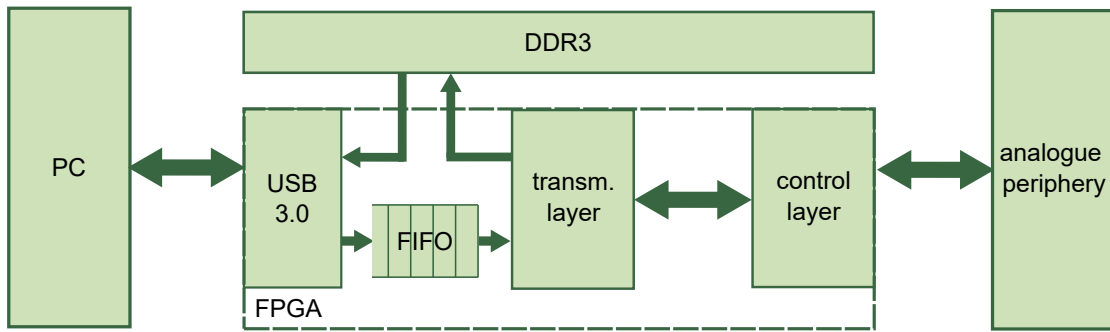 DDR3
PC
USB
3.0
FIFO
transm.
layer
control
layer
analogue
periphery
FPGA